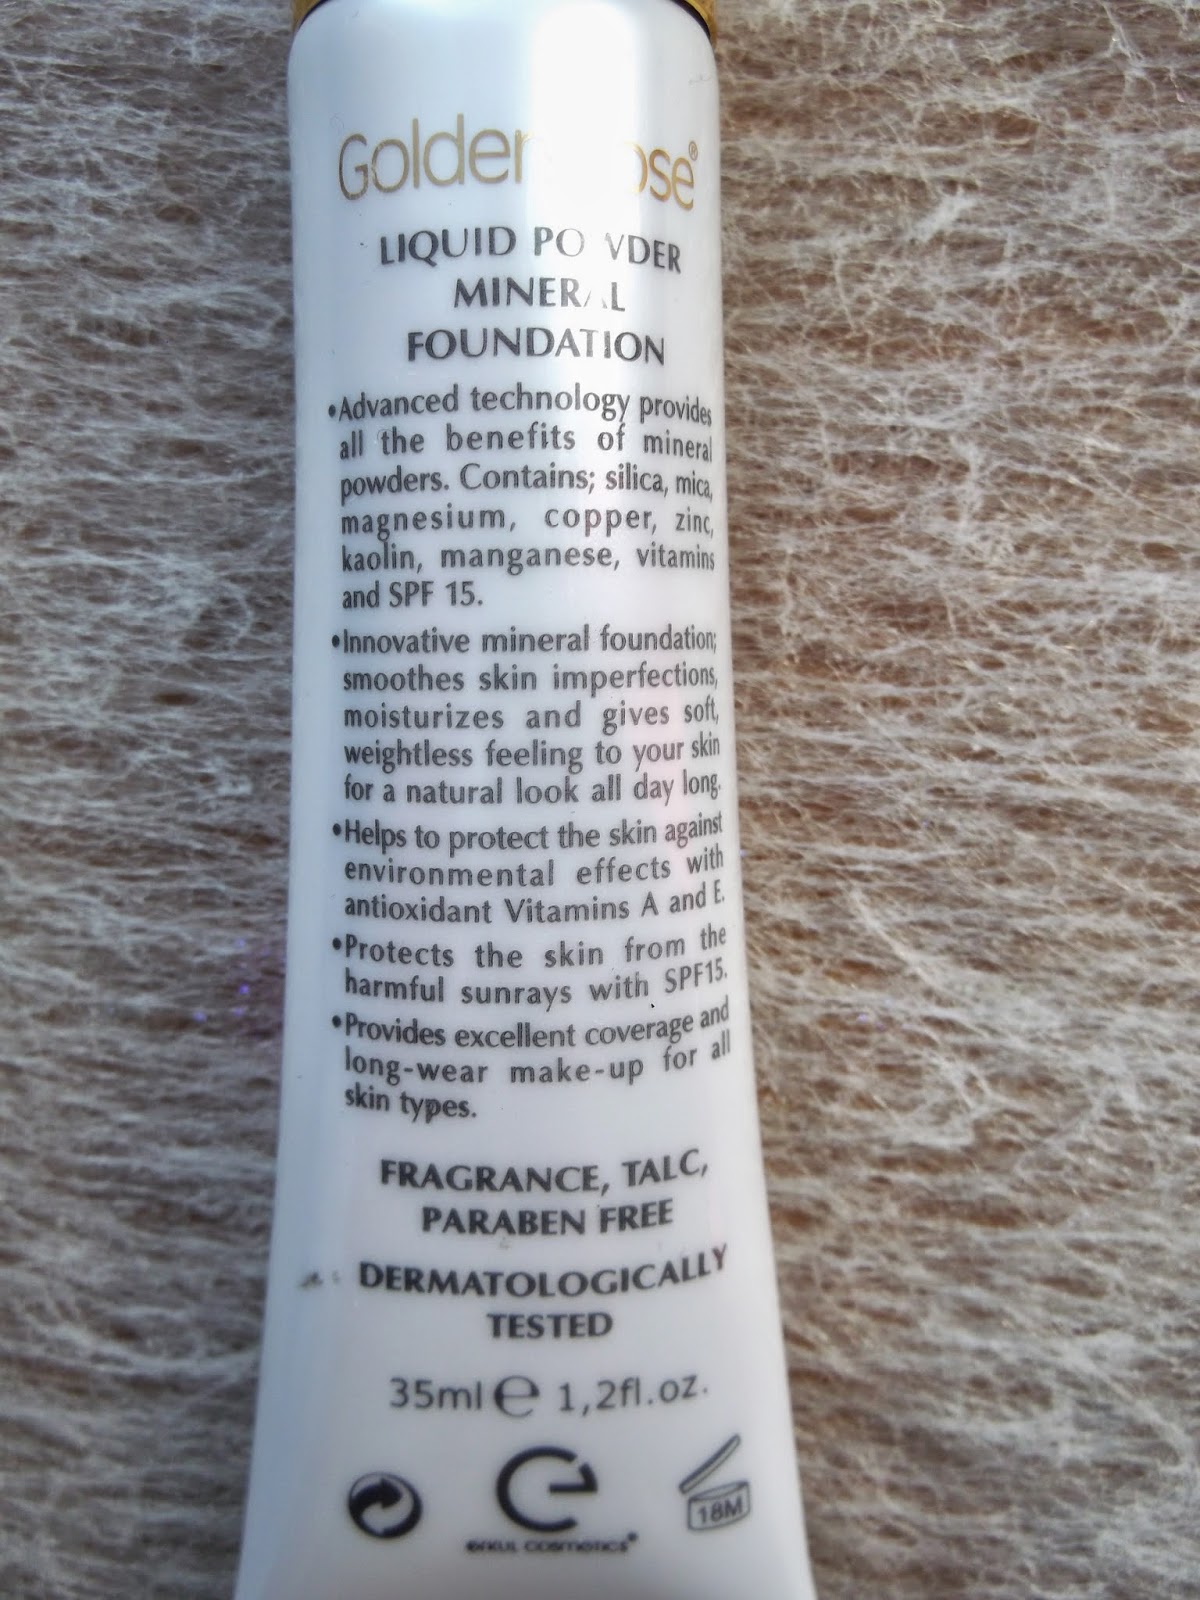 Golden Rose®
LIQUID POWDER
MINERAL
FOUNDATION
•Advanced technology provides
all the benefits of mineral
powders. Contains; silica, mica,
magnesium, copper, zinc,
kaolin, manganese, vitamins
and SPF 15.
•Innovative mineral foundation;
smoothes skin imperfections,
moisturizes and gives soft,
weightless feeling to your skin
for a natural look all day long.
•Helps to protect the skin against
environmental effects with
antioxidant Vitamins A and E.
•Protects the skin from the
harmful sunrays with SPF15.
•Provides excellent coverage and
long-wear make-up for all
skin types.
FRAGRANCE, TALC,
PARABEN FREE
DERMATOLOGICALLY
TESTED
35ml e 1,2fl.oz.
18M
erkul cosmetics®